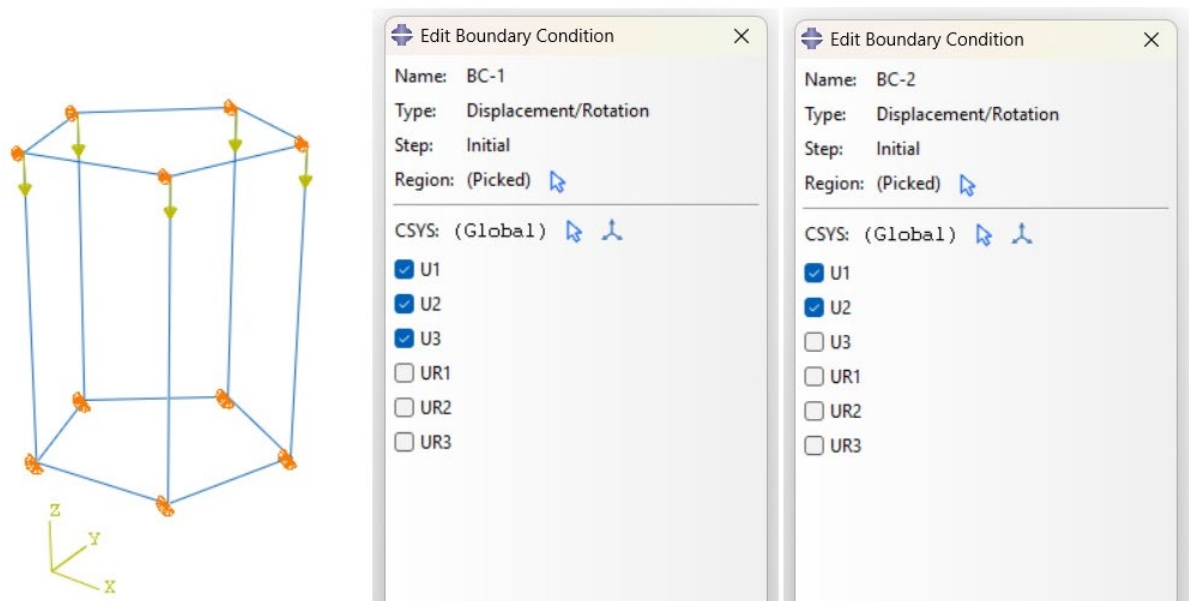 Z
Y
X
Edit Boundary Condition
Name: BC-1
Type: Displacement/Rotation
Step: Initial
Region: (Picked)
CSYS: (Global)
U1
U2
U3
UR1
UR2
UR3
Edit Boundary Condition
Name: BC-2
Type: Displacement/Rotation
Step: Initial
Region: (Picked)
CSYS: (Global)
U1
U2
U3
UR1
UR2
UR3